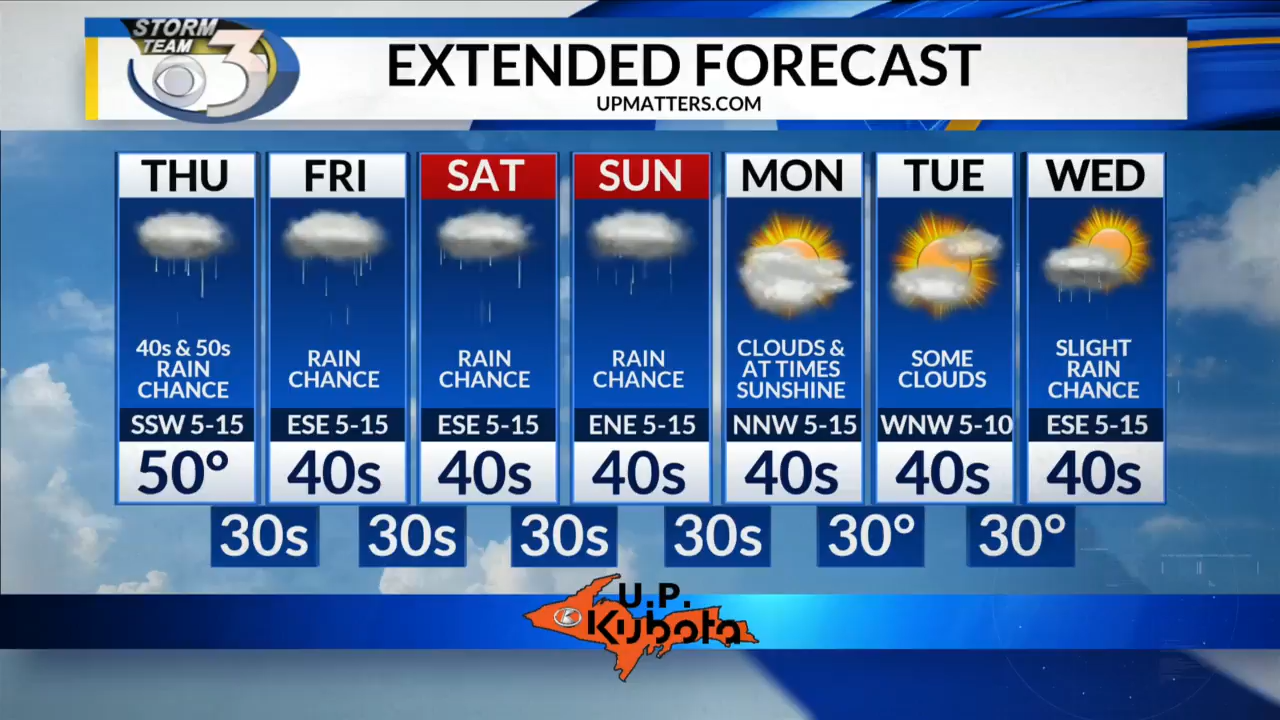 STORM
TEAM
3
EXTENDED FORECAST
UPMATTERS.COM
THU
FRI
SAT
SUN
MON
TUE
WED
40s & 50s
RAIN
CHANCE
RAIN
CHANCE
RAIN
CHANCE
RAIN
CHANCE
CLOUDS &
AT TIMES
SUNSHINE
SOME
CLOUDS
SLIGHT
RAIN
CHANCE
SSW 5-15
ESE 5-15
ESE 5-15
ENE 5-15
NNW 5-15
WNW 5-10
ESE 5-15
50°
40s
40s
40s
40s
40s
40s
30s
30s
30s
30s
30°
30°
U.P.
Kubota